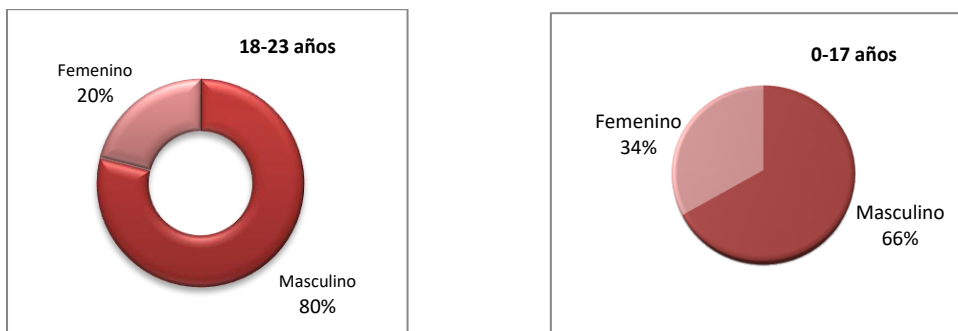 18-23 años
Femenino
20%
Masculino
80%
0-17 años
Femenino
34%
Masculino
66%